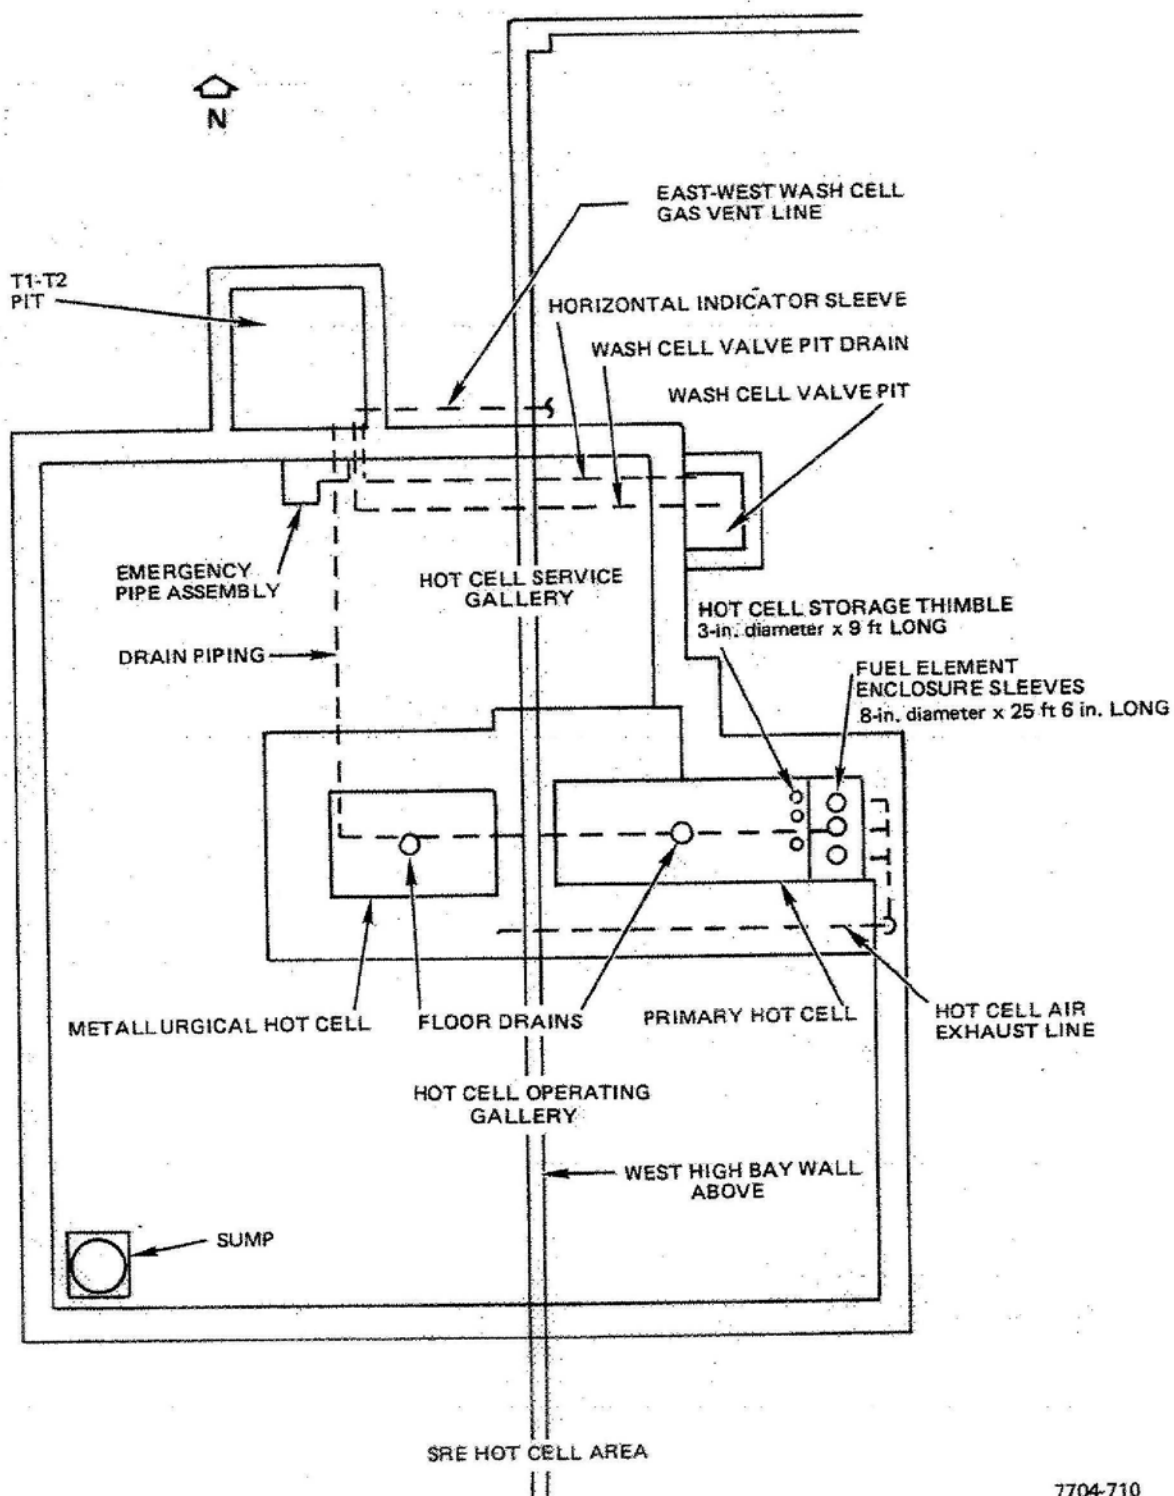 N
EAST-WEST WASH CELL
GAS VENT LINE
T1-T2
PIT
HORIZONTAL INDICATOR SLEEVE
WASH CELL VALVE PIT DRAIN
WASH CELL VALVE PIT
EMERGENCY
PIPE ASSEMBLY
HOT CELL SERVICE
GALLERY
HOT CELL STORAGE THIMBLE
3-in. diameter x 9 ft LONG
DRAIN PIPING
FUEL ELEMENT
ENCLOSURE SLEEVES
8-in. diameter x 25 ft 6 in. LONG
METALLURGICAL HOT CELL
FLOOR DRAINS
PRIMARY HOT CELL
HOT CELL AIR
EXHAUST LINE
HOT CELL OPERATING
GALLERY
WEST HIGH BAY WALL
ABOVE
SUMP
SRE HOT CELL AREA
7704-710